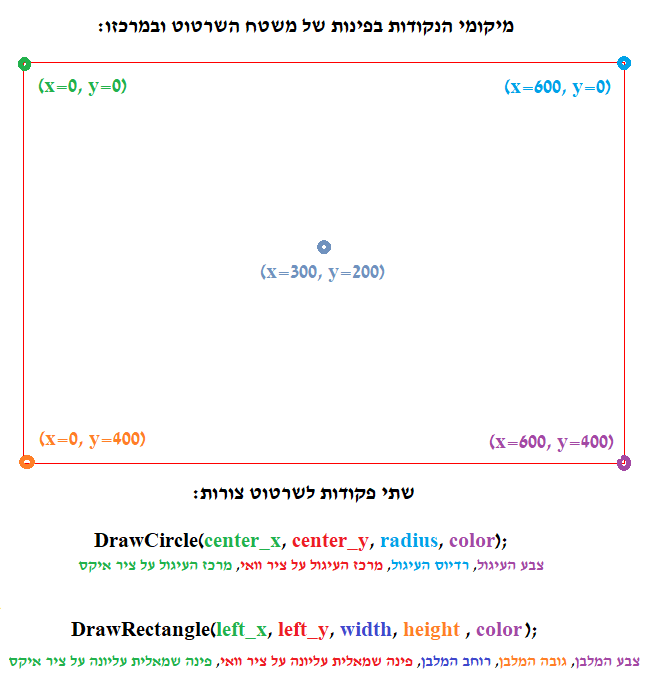 מיקומי הנקודות בפינות של משטח השרטוט ובמרכזו:
(x=0, y=0) (x=600, y=0)
(x=300, y=200)
(x=0, y=400) (x=600, y=400)
שתי פקודות לשרטוט צורות:
DrawCircle(center_x, center_y, radius, color);
צבע העיגול, רדיוס העיגול, מרכז העיגול על ציר וואי, מרכז העיגול על ציר איקס
DrawRectangle(left_x, left_y, width, height , color );
צבע המלבן, גובה המלבן, רוחב המלבן, פינה שמאלית עליונה על ציר וואי, פינה שמאלית עליונה על ציר איקס